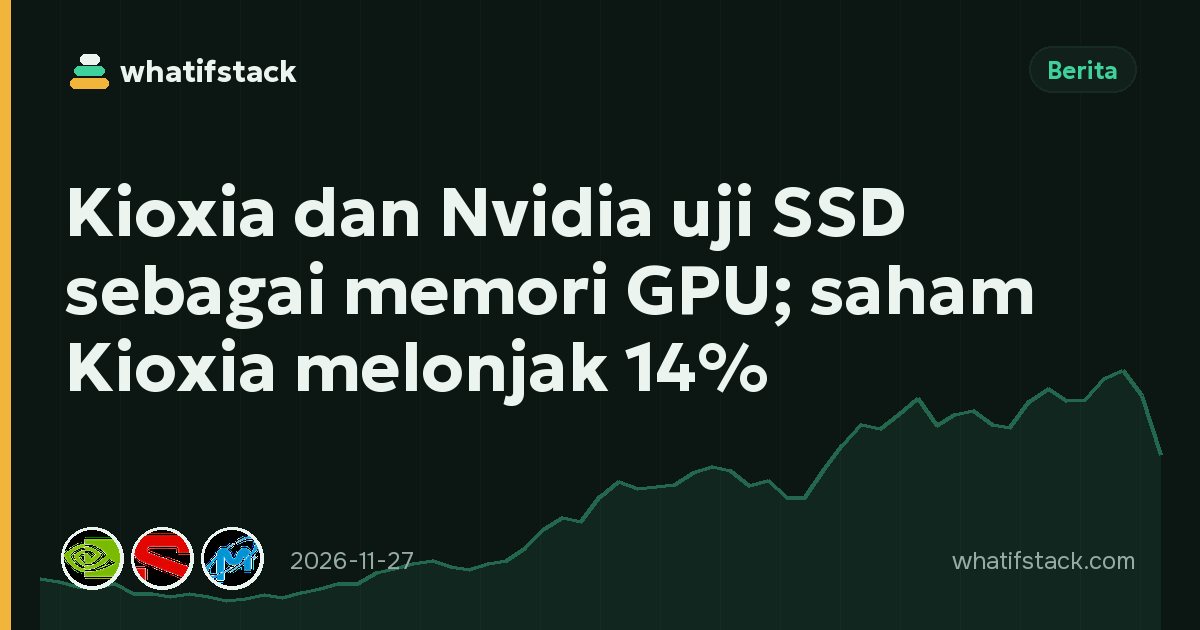 whatifstack
Berita
Kioxia dan Nvidia uji SSD
sebagai memori GPU; saham
Kioxia melonjak 14%
2026-11-27
whatifstack.com